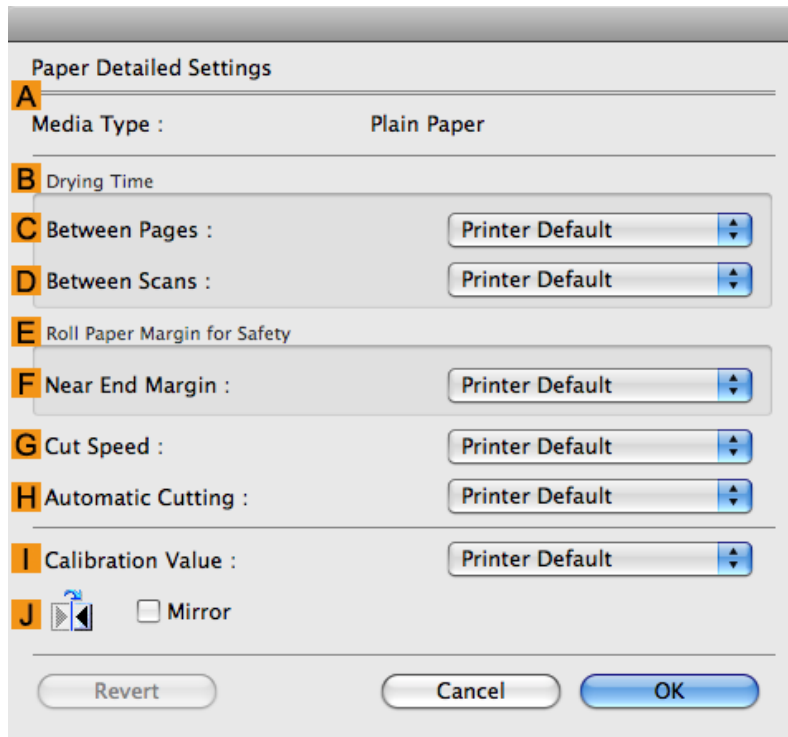 Paper Detailed Settings
A
Media Type : Plain Paper
B Drying Time
C Between Pages : Printer Default
D Between Scans : Printer Default
E Roll Paper Margin for Safety
F Near End Margin : Printer Default
G Cut Speed : Printer Default
H Automatic Cutting : Printer Default
I Calibration Value : Printer Default
J Mirror
Revert Cancel OK